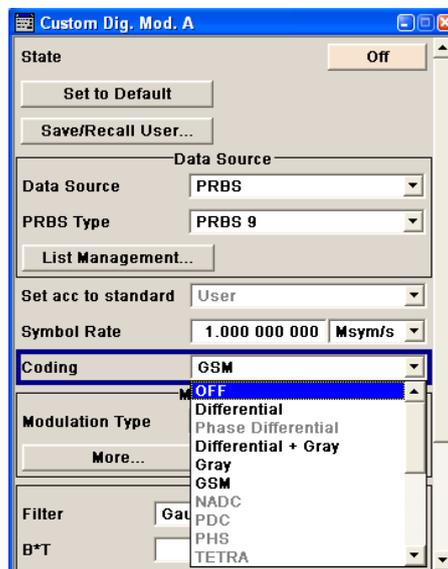 Custom Dig. Mod. A
State Off
Set to Default
Save/Recall User...
Data Source
Data Source PRBS
PRBS Type PRBS 9
List Management...
Set acc to standard User
Symbol Rate 1.000 000 000 Msym/s
Coding GSM
M
OFF
Differential
Modulation Type
Phase Differential
Differential + Gray
More...
Gray
GSM
Filter Gau
NADC
PDC
B*T
PHS
TETRA